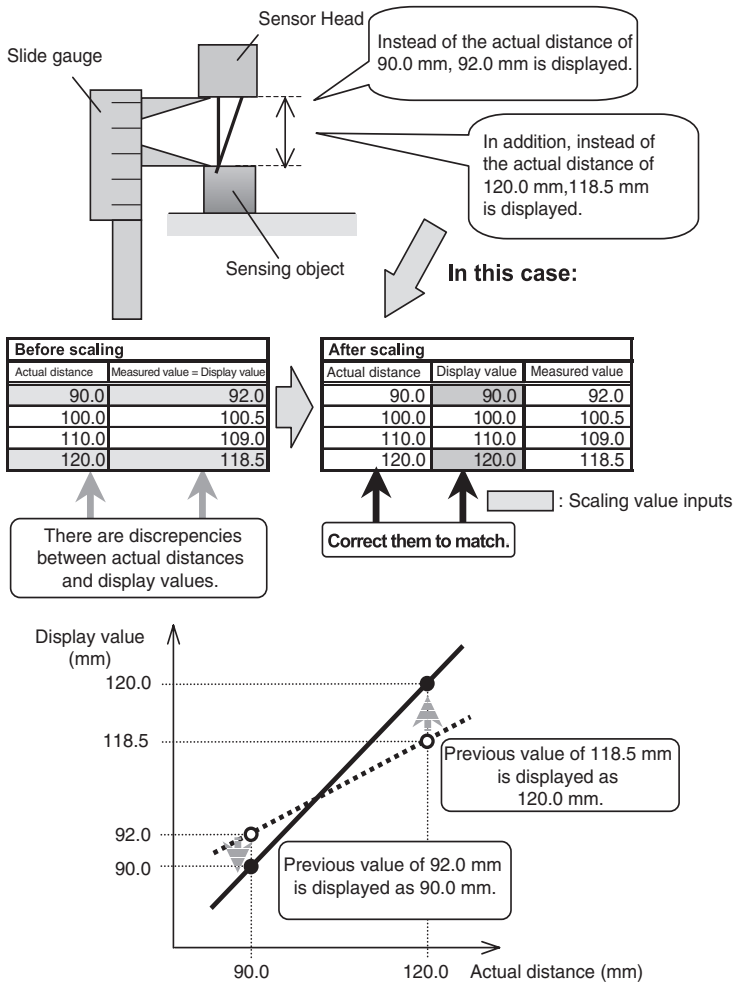 Sensor Head
Slide gauge
Instead of the actual distance of
90.0 mm, 92.0 mm is displayed.
In addition, instead of
the actual distance of
120.0 mm,118.5 mm
is displayed.
Sensing object
In this case:
Before scaling
Actual distance Measured value = Display value
90.0 92.0
100.0 100.5
110.0 109.0
120.0 118.5
There are discrepencies
between actual distances
and display values.
After scaling
Actual distance Display value Measured value
90.0 90.0 92.0
100.0 100.0 100.5
110.0 110.0 109.0
120.0 120.0 118.5
: Scaling value inputs
Correct them to match.
Display value
(mm)
120.0
118.5
92.0
90.0
Previous value of 118.5 mm
is displayed as
120.0 mm.
Previous value of 92.0 mm
is displayed as 90.0 mm.
90.0 120.0 Actual distance (mm)